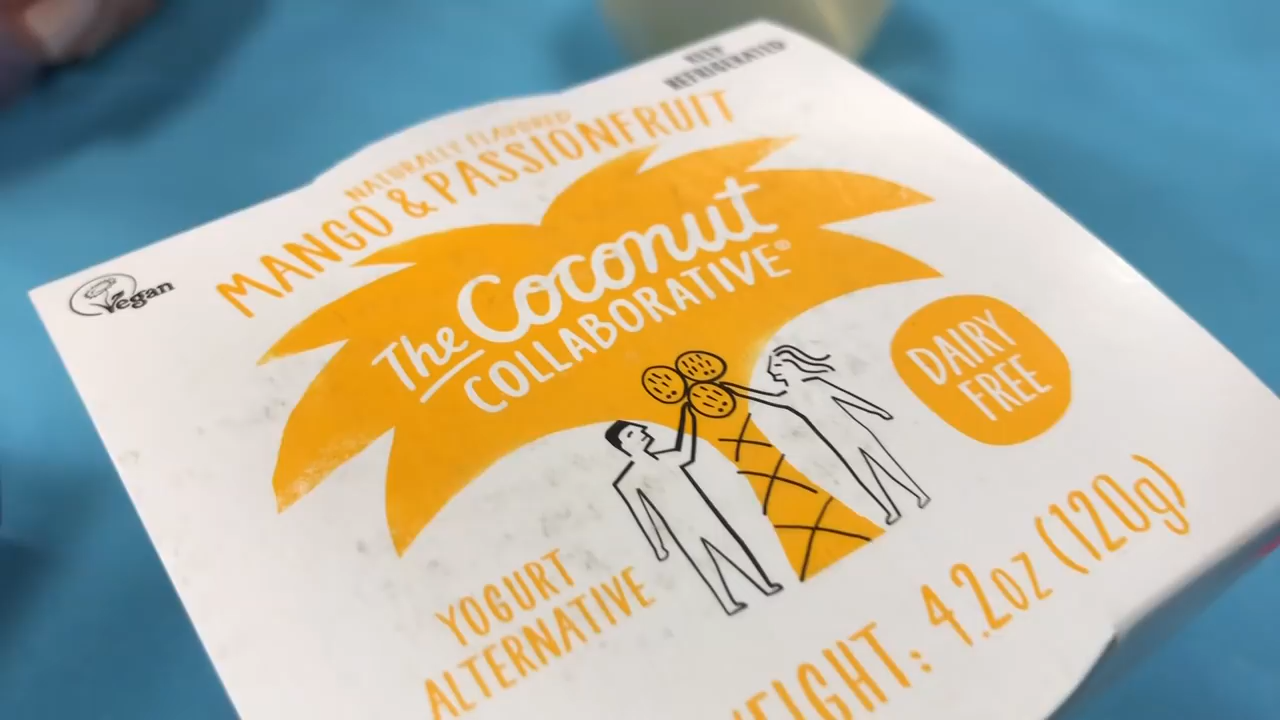 KEEP
REFRIGERATED
NATURALLY FLAVORED
MANGO & PASSIONFRUIT
Vegan
The Coconut
COLLABORATIVE®
DAIRY
FREE
YOGURT
ALTERNATIVE
EIGHT: 4.2oz (120g)